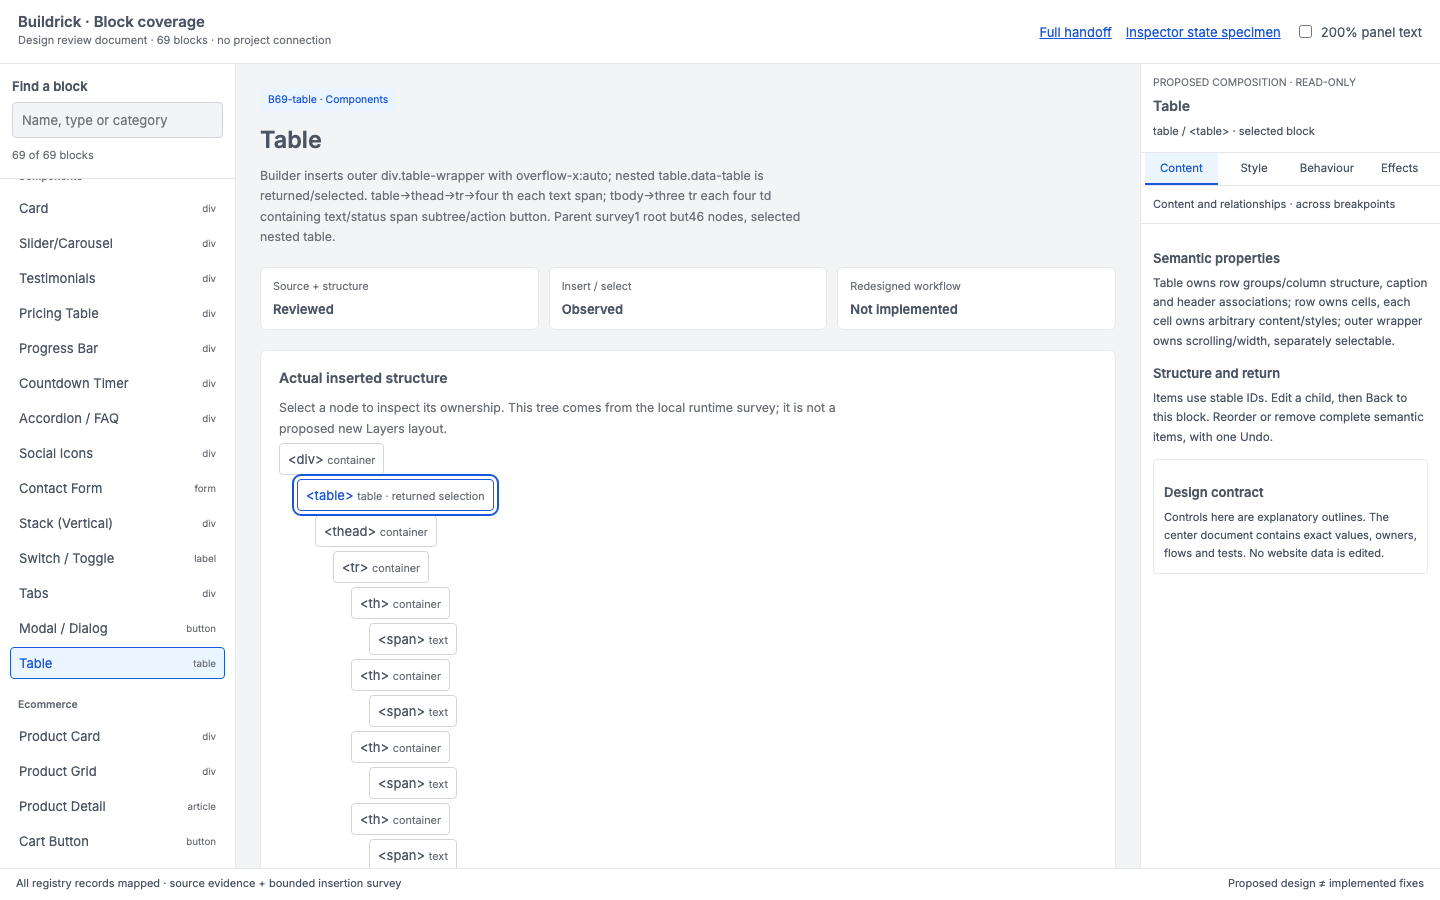 Buildrick · Block coverage
Design review document · 69 blocks · no project connection
Full handoff
Inspector state specimen
200% panel text
Find a block
Name, type or category
69 of 69 blocks
Card div
Slider/Carousel div
Testimonials div
Pricing Table div
Progress Bar div
Countdown Timer div
Accordion / FAQ div
Social Icons div
Contact Form form
Stack (Vertical) div
Switch / Toggle label
Tabs div
Modal / Dialog button
Table table
Ecommerce
Product Card div
Product Grid div
Product Detail article
Cart Button button
B69-table · Components
Table
Builder inserts outer div.table-wrapper with overflow-x:auto; nested table.data-table is
returned/selected. table→thead→tr→four th each text span; tbody→three tr each four td
containing text/status span subtree/action button. Parent survey1 root but46 nodes, selected
nested table.
Source + structure
Reviewed
Insert / select
Observed
Redesigned workflow
Not implemented
Actual inserted structure
Select a node to inspect its ownership. This tree comes from the local runtime survey; it is not a
proposed new Layers layout.
<div> container
<table> table · returned selection
<thead> container
<tr> container
<th> container
<span> text
<th> container
<span> text
<th> container
<span> text
<th> container
<span> text
PROPOSED COMPOSITION · READ-ONLY
Table
table / <table> · selected block
Content
Style
Behaviour
Effects
Content and relationships · across breakpoints
Semantic properties
Table owns row groups/column structure, caption
and header associations; row owns cells, each
cell owns arbitrary content/styles; outer wrapper
owns scrolling/width, separately selectable.
Structure and return
Items use stable IDs. Edit a child, then Back to
this block. Reorder or remove complete semantic
items, with one Undo.
Design contract
Controls here are explanatory outlines. The
center document contains exact values, owners,
flows and tests. No website data is edited.
All registry records mapped · source evidence + bounded insertion survey
Proposed design ≠ implemented fixes